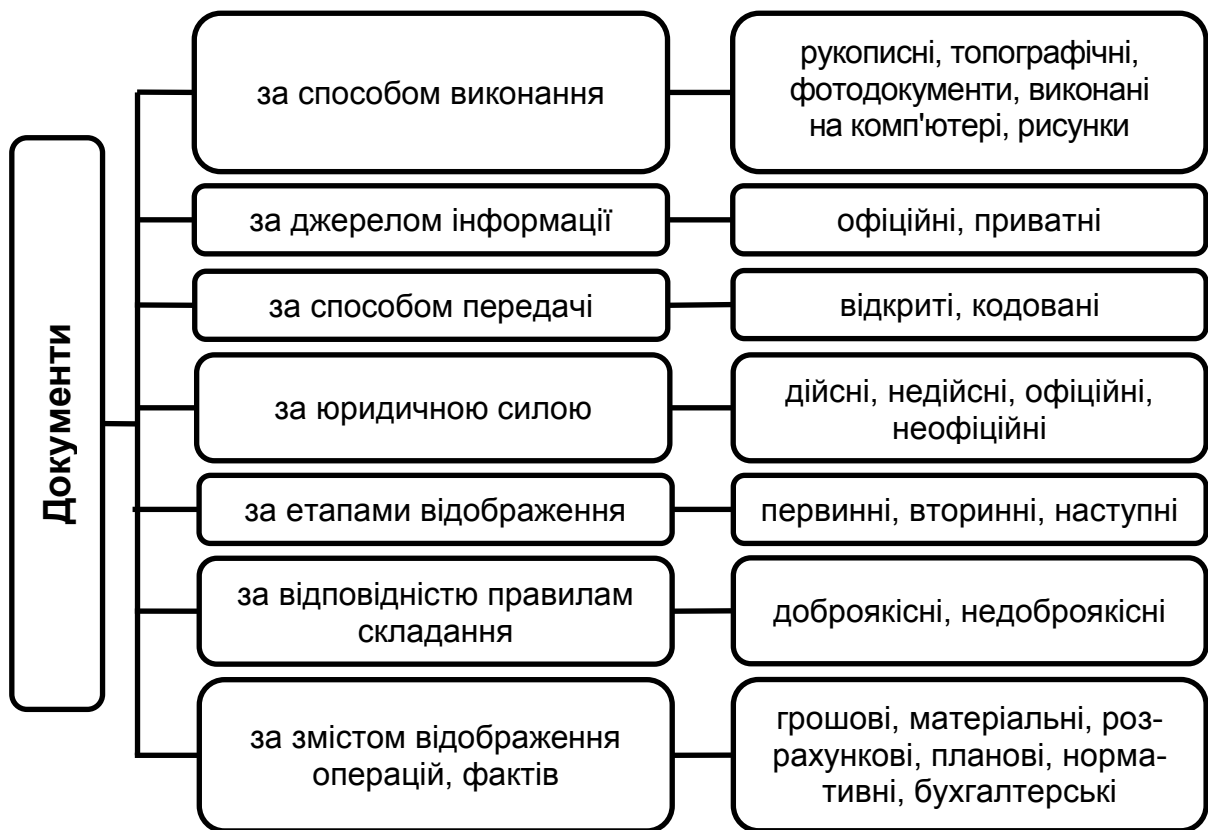 Документи
за способом виконання
рукописні, топографічні,
фотодокументи, виконані
на комп'ютері, рисунки
за джерелом інформації
офіційні, приватні
за способом передачі
відкриті, кодовані
за юридичною силою
дійсні, недійсні, офіційні,
неофіційні
за етапами відображення
первинні, вторинні, наступні
за відповідністю правилам
складання
доброякісні, недоброякісні
за змістом відображення
операцій, фактів
грошові, матеріальні, роз-
рахункові, планові, норма-
тивні, бухгалтерські